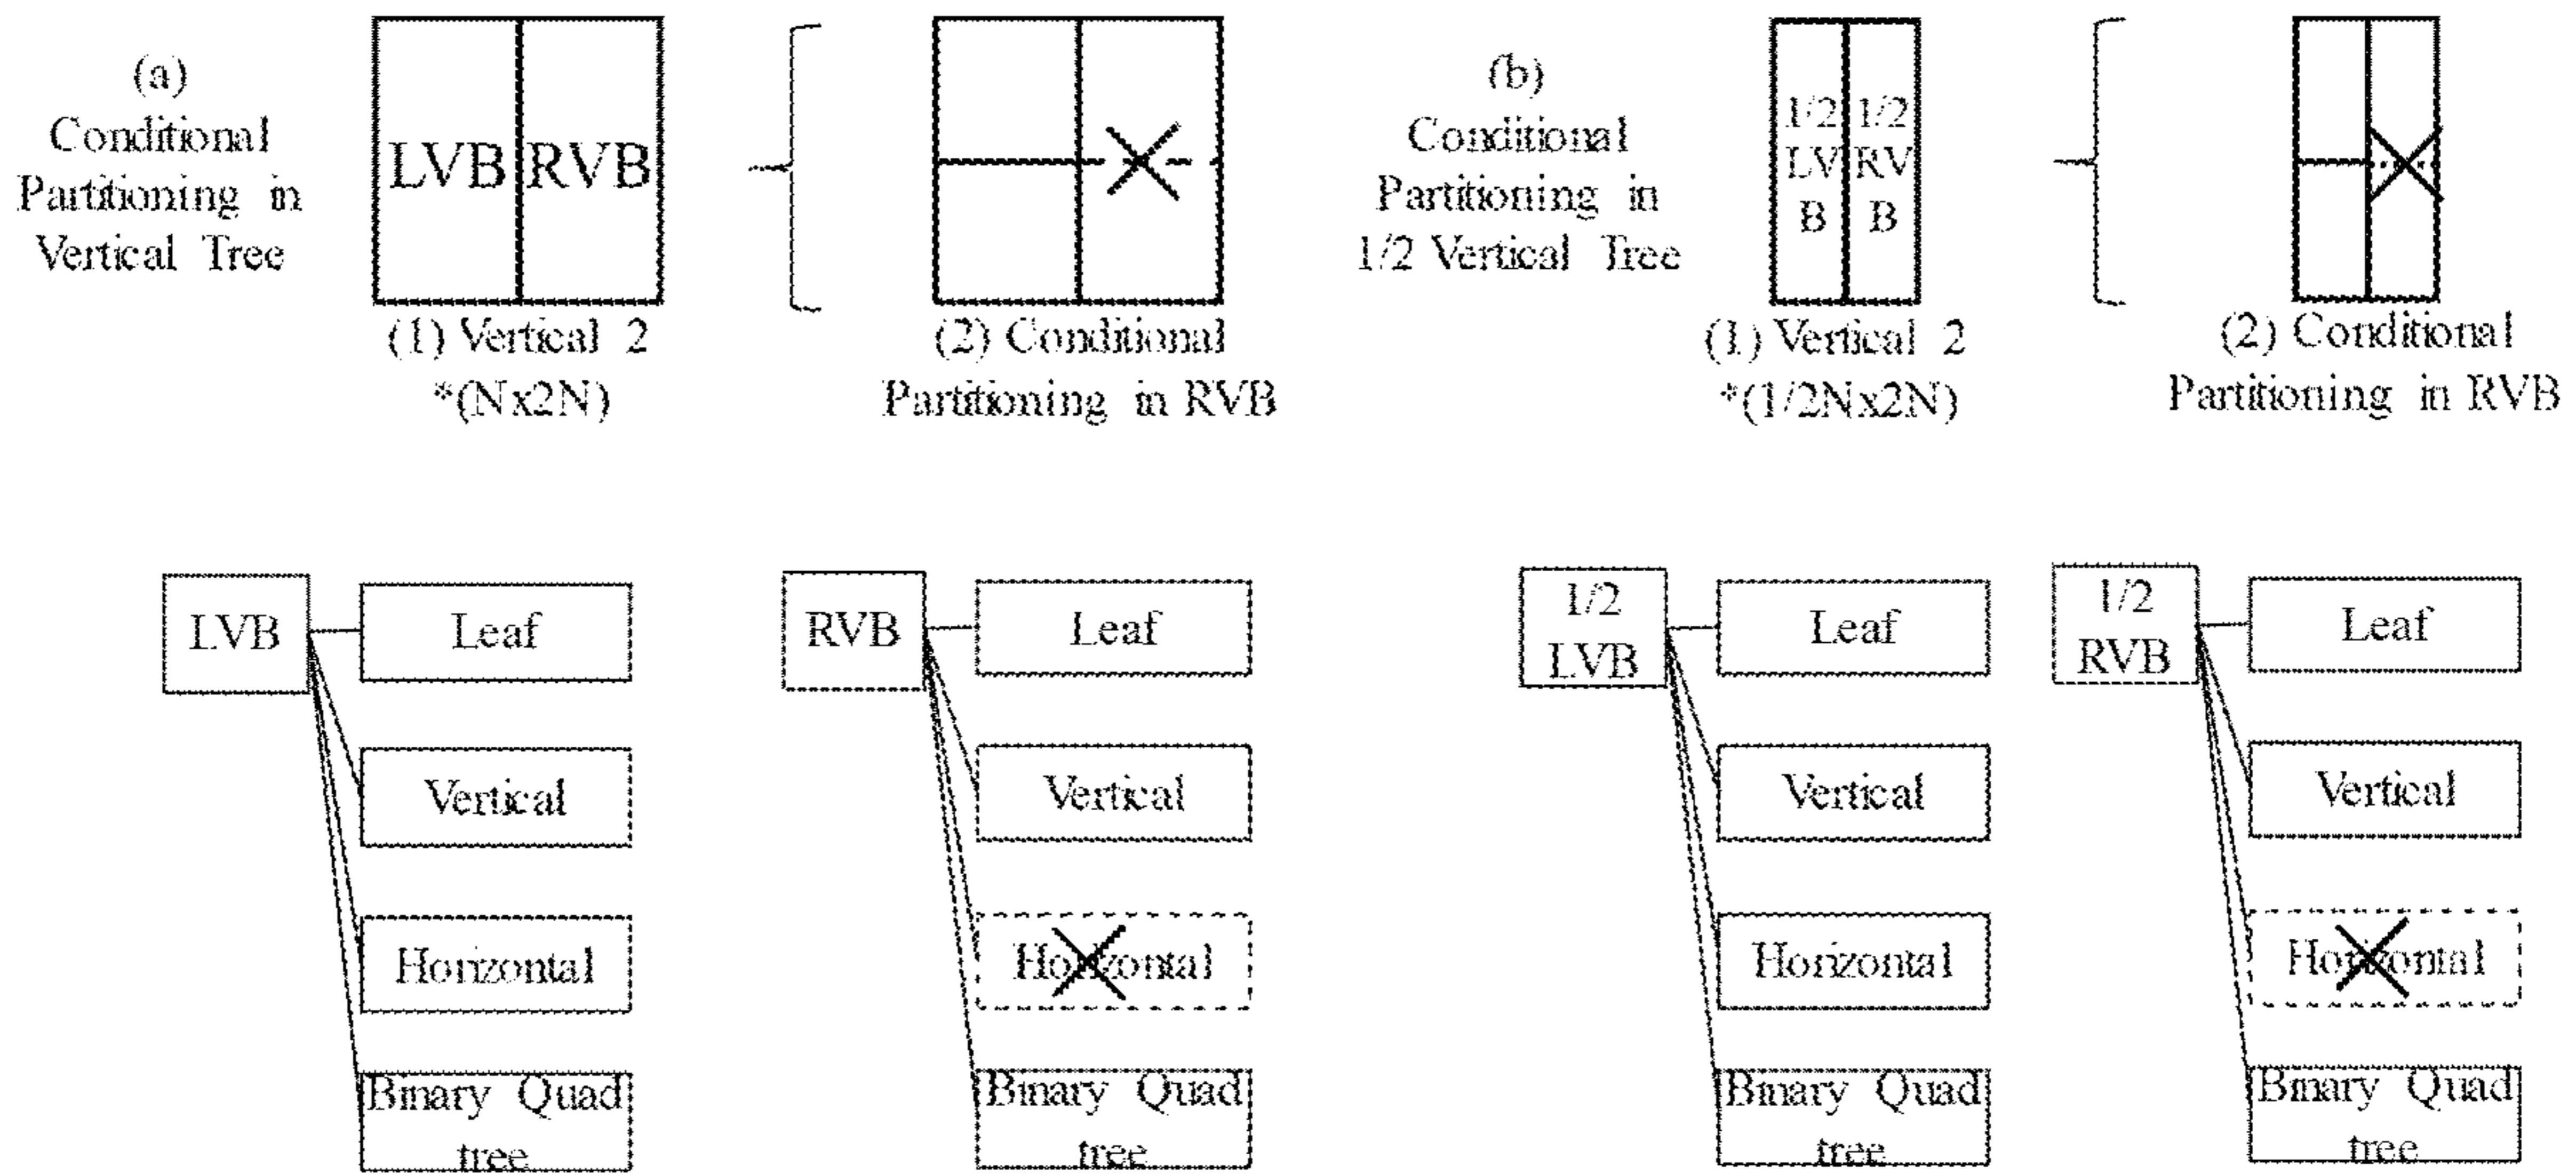 (a)
Conditional
Partitioning in
Vertical Tree
LVB RVB
(1) Vertical 2
*(Nx2N)
(2) Conditional
Partitioning in RVB
(b)
Conditional
Partitioning in
1/2 Vertical Tree
1/2 1/2
LV RV
B B
(1) Vertical 2
*(1/2Nx2N)
(2) Conditional
Partitioning in RVB
LVB
Leaf
Vertical
Horizontal
Binary Quad
tree
RVB
Leaf
Vertical
Horizontal
Binary Quad
tree
1/2
LVB
Leaf
Vertical
Horizontal
Binary Quad
tree
1/2
RVB
Leaf
Vertical
Horizontal
Binary Quad
tree